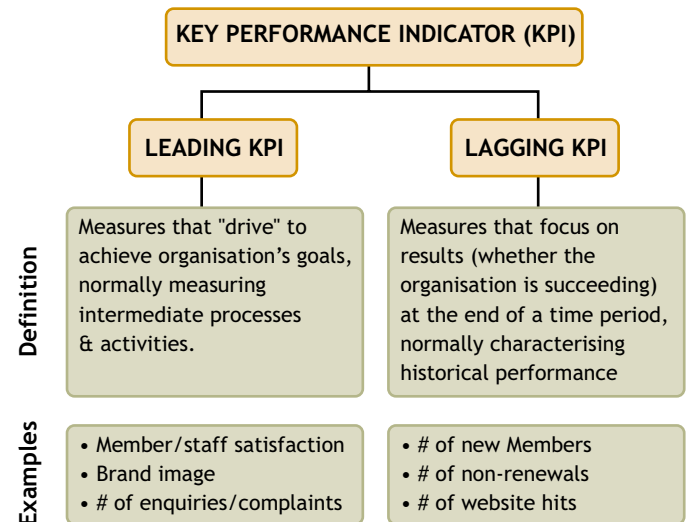 KEY PERFORMANCE INDICATOR (KPI)
LEADING KPI
LAGGING KPI
Definition
Measures that "drive" to
achieve organisation’s goals,
normally measuring
intermediate processes
& activities.
Measures that focus on
results (whether the
organisation is succeeding)
at the end of a time period,
normally characterising
historical performance
Examples
• Member/staff satisfaction
• Brand image
• # of enquiries/complaints
• # of new Members
• # of non-renewals
• # of website hits